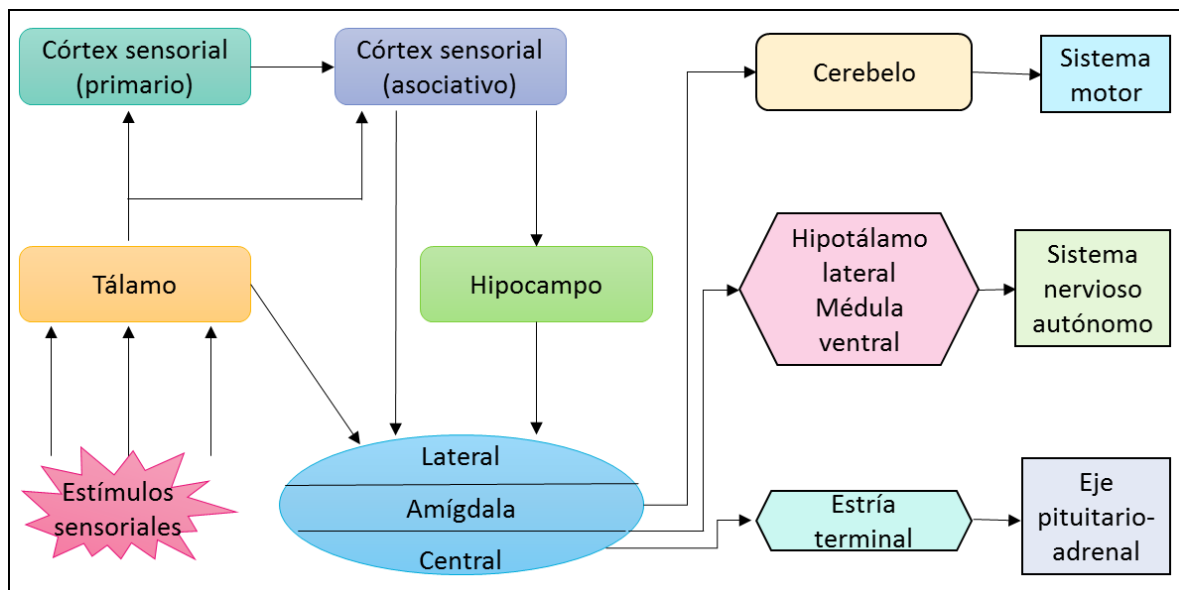 Córtex sensorial
(primario)
Córtex sensorial
(asociativo)
Cerebelo
Sistema
motor
Tálamo
Hipocampo
Hipotálamo
lateral
Médula
ventral
Sistema
nervioso
autónomo
Estímulos
sensoriales
Lateral
Amígdala
Central
Estría
terminal
Eje
pituitario-
adrenal